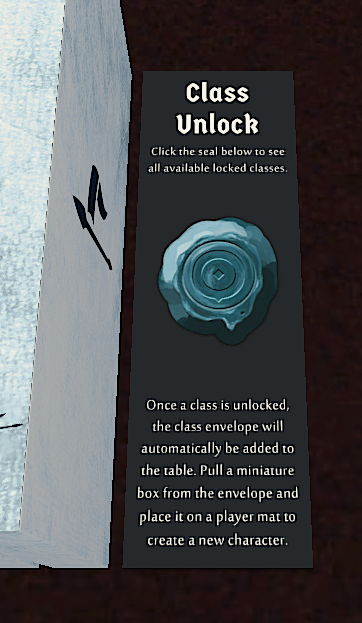 Class
Unlock
Click the seal below to see
all available locked classes.
Once a class is unlocked,
the class envelope will
automatically be added to
the table. Pull a miniature
box from the envelope and
place it on a player mat to
create a new character.